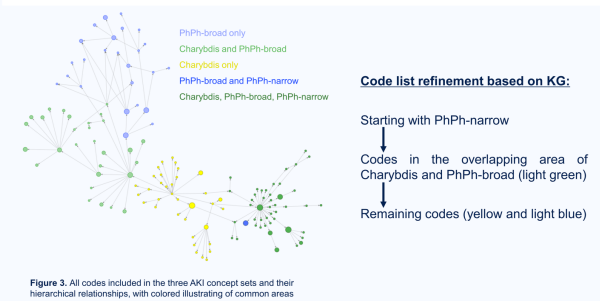 PhPh-broad only
Charybdis and PhPh-broad
Charybdis only
PhPh-broad and PhPh-narrow
Charybdis, PhPh-broad, PhPh-narrow
Code list refinement based on KG:
Starting with PhPh-narrow
Codes in the overlapping area of
Charybdis and PhPh-broad (light green)
Remaining codes (yellow and light blue)
Figure 3. All codes included in the three AKI concept sets and their
hierarchical relationships, with colored illustrating of common areas